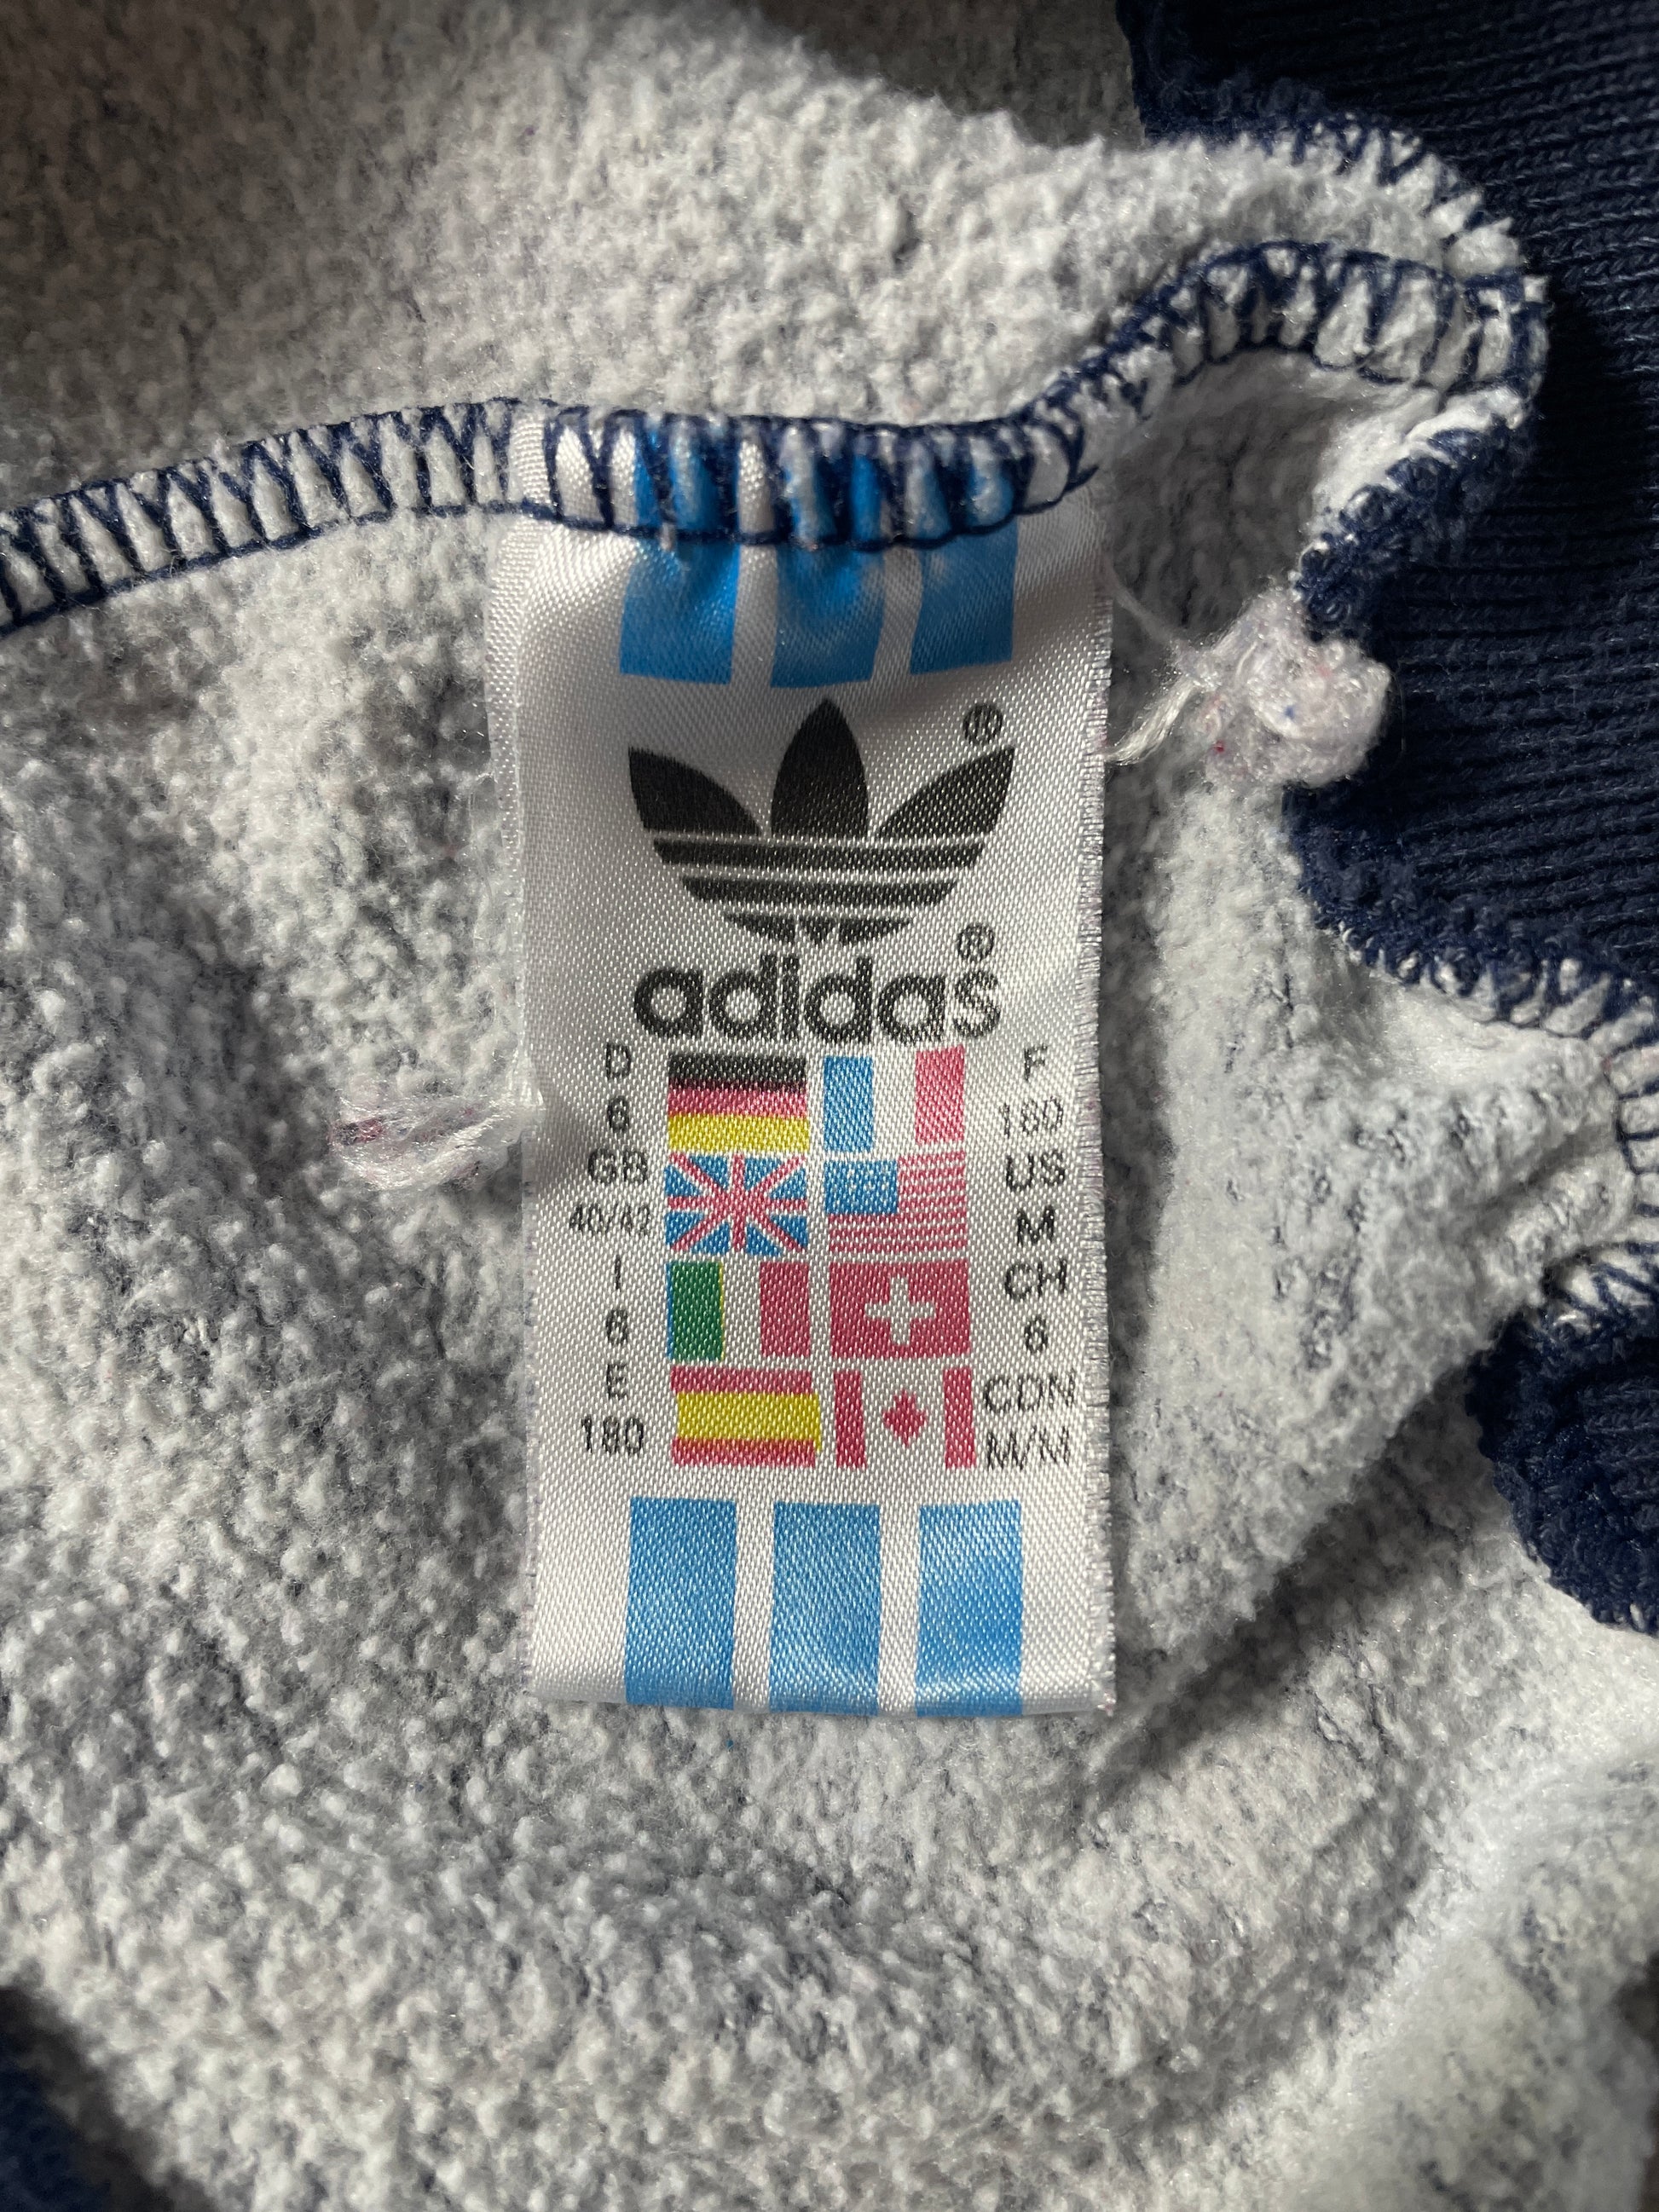 ®
adidas®
D F
6 180
GB US
40/42 M
I CH
6 6
E CDN
180 M/M